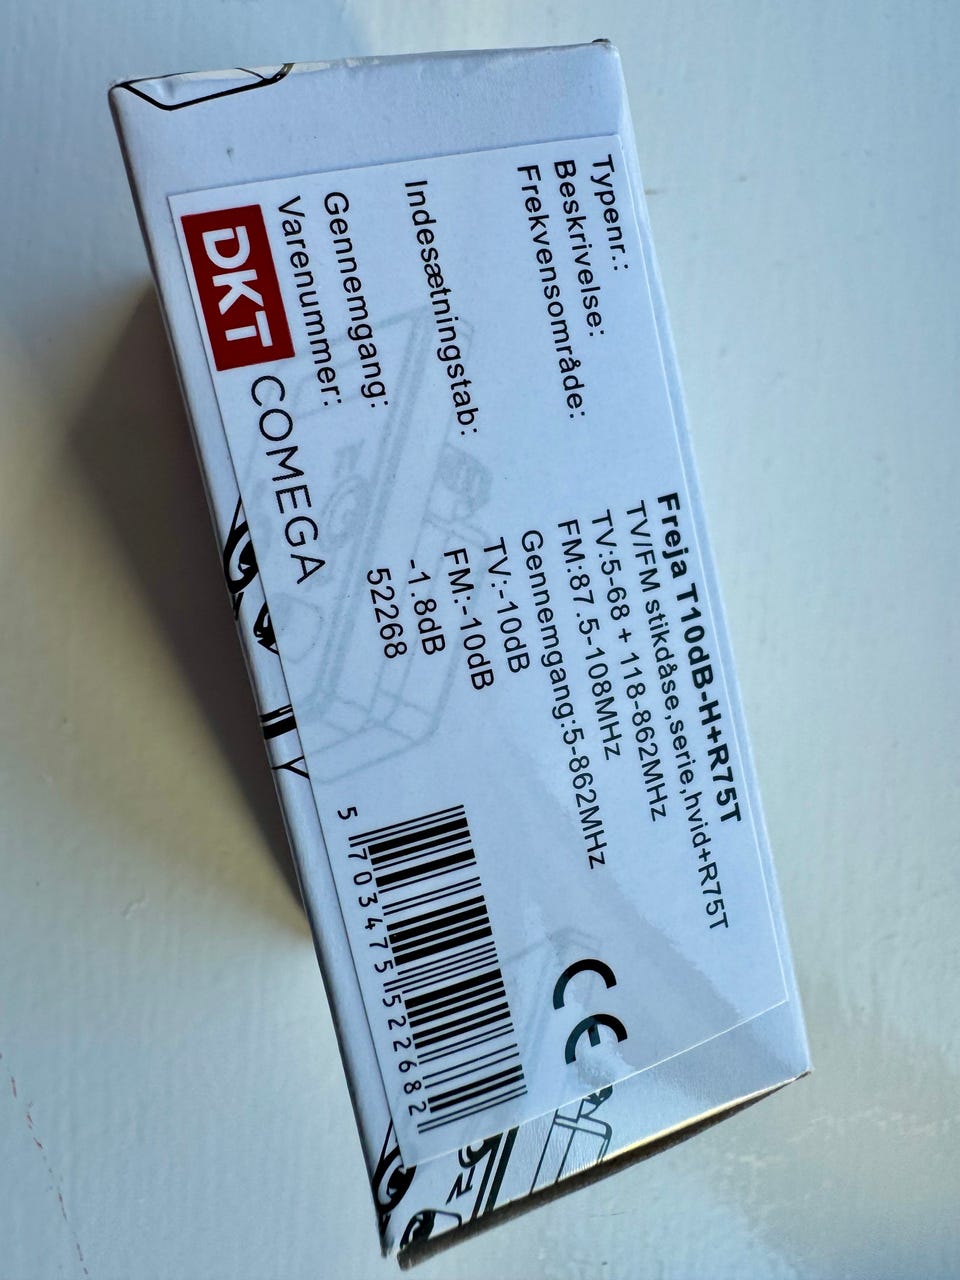 Typenr.: Freja T10dB-H+R75T
Beskrivelse: TV/FM stikdåse,serie,hvid+R75T
Frekvensområde: TV:5-68 + 118-862MHz
FM:87.5-108MHz
Gennemgang:5-862MHz
Indesætningstab: TV:-10dB
FM:-10dB
Gennemgang: -1.8dB
Varenummer: 52268
DKT COMEGA
CE
5 703475 522682